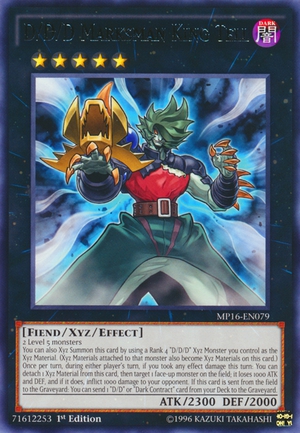 D/D/D Marksman King Tell
DARK
闇
MP16-EN079
[Fiend/Xyz/Effect]
2 Level 5 monsters
You can also Xyz Summon this card by using a Rank 4 "D/D/D" Xyz Monster you control as the
Xyz Material. (Xyz Materials attached to that monster also become Xyz Materials on this card.)
Once per turn, during either player's turn, if you took any effect damage this turn: You can
detach 1 Xyz Material from this card, then target 1 face-up monster on the field; it loses 1000 ATK
and DEF, and if it does, inflict 1000 damage to your opponent. If this card is sent from the field
to the Graveyard: You can send 1 "D/D" or "Dark Contract" card from your Deck to the Graveyard.
ATK/2300 DEF/2000
71612253 1st Edition ©1996 KAZUKI TAKAHASHI